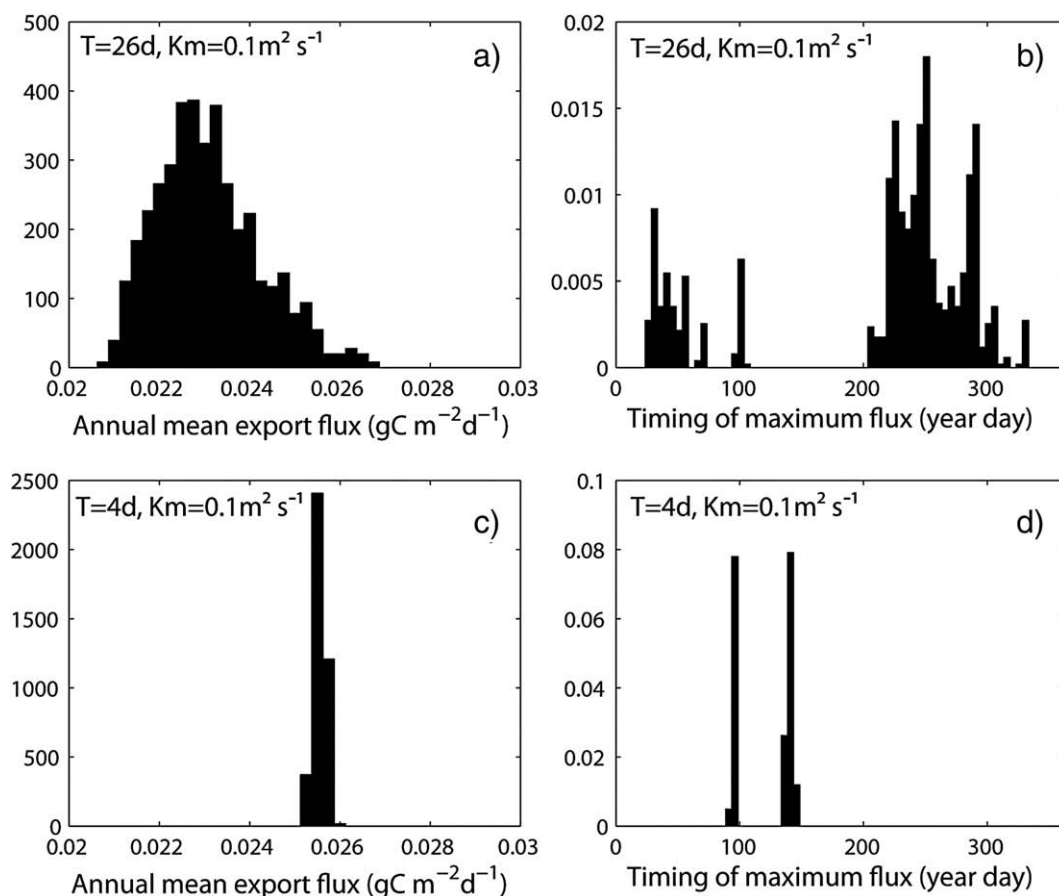 500
400
300
200
100
0
T=26d, Km=0.1m² s⁻¹
a)
0.02 0.022 0.024 0.026 0.028 0.03
Annual mean export flux (gC m⁻²d⁻¹)
0.02
0.015
0.01
0.005
0
T=26d, Km=0.1m² s⁻¹
b)
0 100 200 300
Timing of maximum flux (year day)
2500
2000
1500
1000
500
0
T=4d, Km=0.1m² s⁻¹
c)
0.02 0.022 0.024 0.026 0.028 0.03
Annual mean export flux (gC m⁻²d⁻¹)
0.1
0.08
0.06
0.04
0.02
0
T=4d, Km=0.1m² s⁻¹
d)
0 100 200 300
Timing of maximum flux (year day)